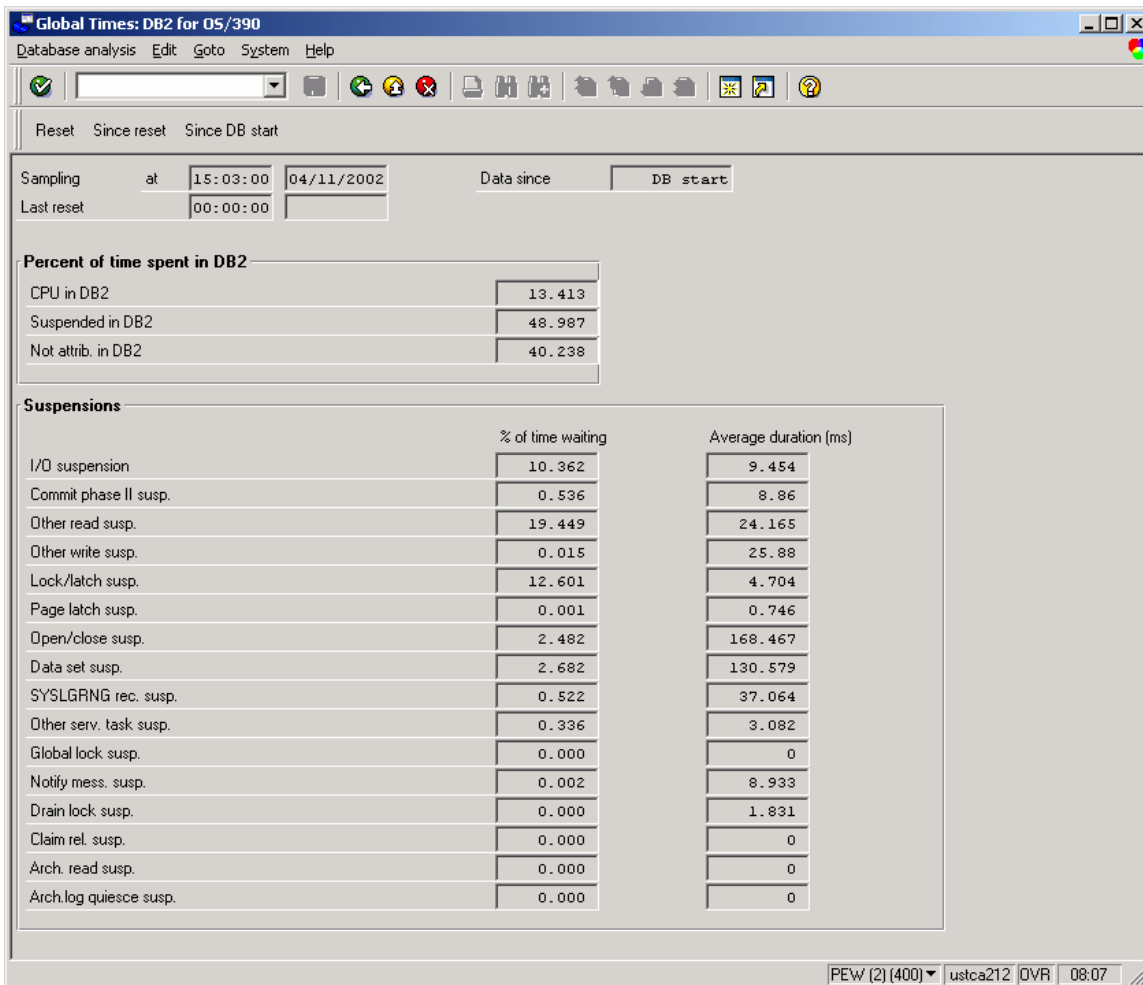 Global Times: DB2 for OS/390
Database analysis Edit Goto System Help
Reset Since reset Since DB start
Sampling at 15:03:00 04/11/2002 Data since DB start
Last reset 00:00:00
Percent of time spent in DB2
CPU in DB2 13.413
Suspended in DB2 48.987
Not attrib. in DB2 40.238
Suspensions
% of time waiting Average duration (ms)
I/O suspension 10.362 9.454
Commit phase II susp. 0.536 8.86
Other read susp. 19.449 24.165
Other write susp. 0.015 25.88
Lock/latch susp. 12.601 4.704
Page latch susp. 0.001 0.746
Open/close susp. 2.482 168.467
Data set susp. 2.682 130.579
SYSLGRNG rec. susp. 0.522 37.064
Other serv. task susp. 0.336 3.082
Global lock susp. 0.000 0
Notify mess. susp. 0.002 8.933
Drain lock susp. 0.000 1.831
Claim rel. susp. 0.000 0
Arch. read susp. 0.000 0
Arch.log quiesce susp. 0.000 0
PEW (2) (400) ustca212 OVR 08:07